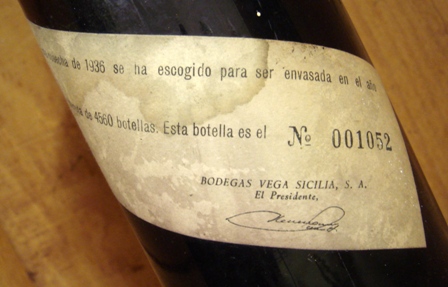 de 1936 se ha escogido para ser envasada en el año
de 4560 botellas. Esta botella es el Nº 001052
BODEGAS VEGA SICILIA, S. A.
El Presidente,